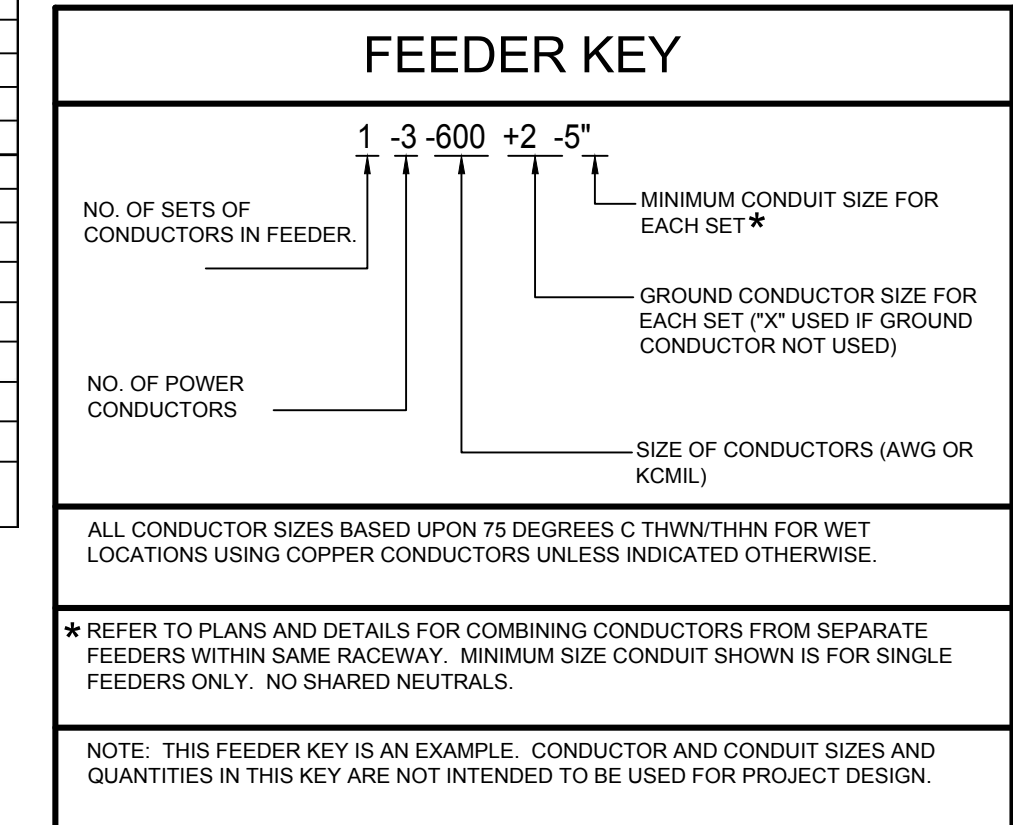 FEEDER KEY
1 -3 -600 +2 -5"
NO. OF SETS OF
CONDUCTORS IN FEEDER.
MINIMUM CONDUIT SIZE FOR
EACH SET*
GROUND CONDUCTOR SIZE FOR
EACH SET ("X" USED IF GROUND
CONDUCTOR NOT USED)
NO. OF POWER
CONDUCTORS
SIZE OF CONDUCTORS (AWG OR
KCMIL)
ALL CONDUCTOR SIZES BASED UPON 75 DEGREES C THWN/THHN FOR WET
LOCATIONS USING COPPER CONDUCTORS UNLESS INDICATED OTHERWISE.
* REFER TO PLANS AND DETAILS FOR COMBINING CONDUCTORS FROM SEPARATE
FEEDERS WITHIN SAME RACEWAY. MINIMUM SIZE CONDUIT SHOWN IS FOR SINGLE
FEEDERS ONLY. NO SHARED NEUTRALS.
NOTE: THIS FEEDER KEY IS AN EXAMPLE. CONDUCTOR AND CONDUIT SIZES AND
QUANTITIES IN THIS KEY ARE NOT INTENDED TO BE USED FOR PROJECT DESIGN.